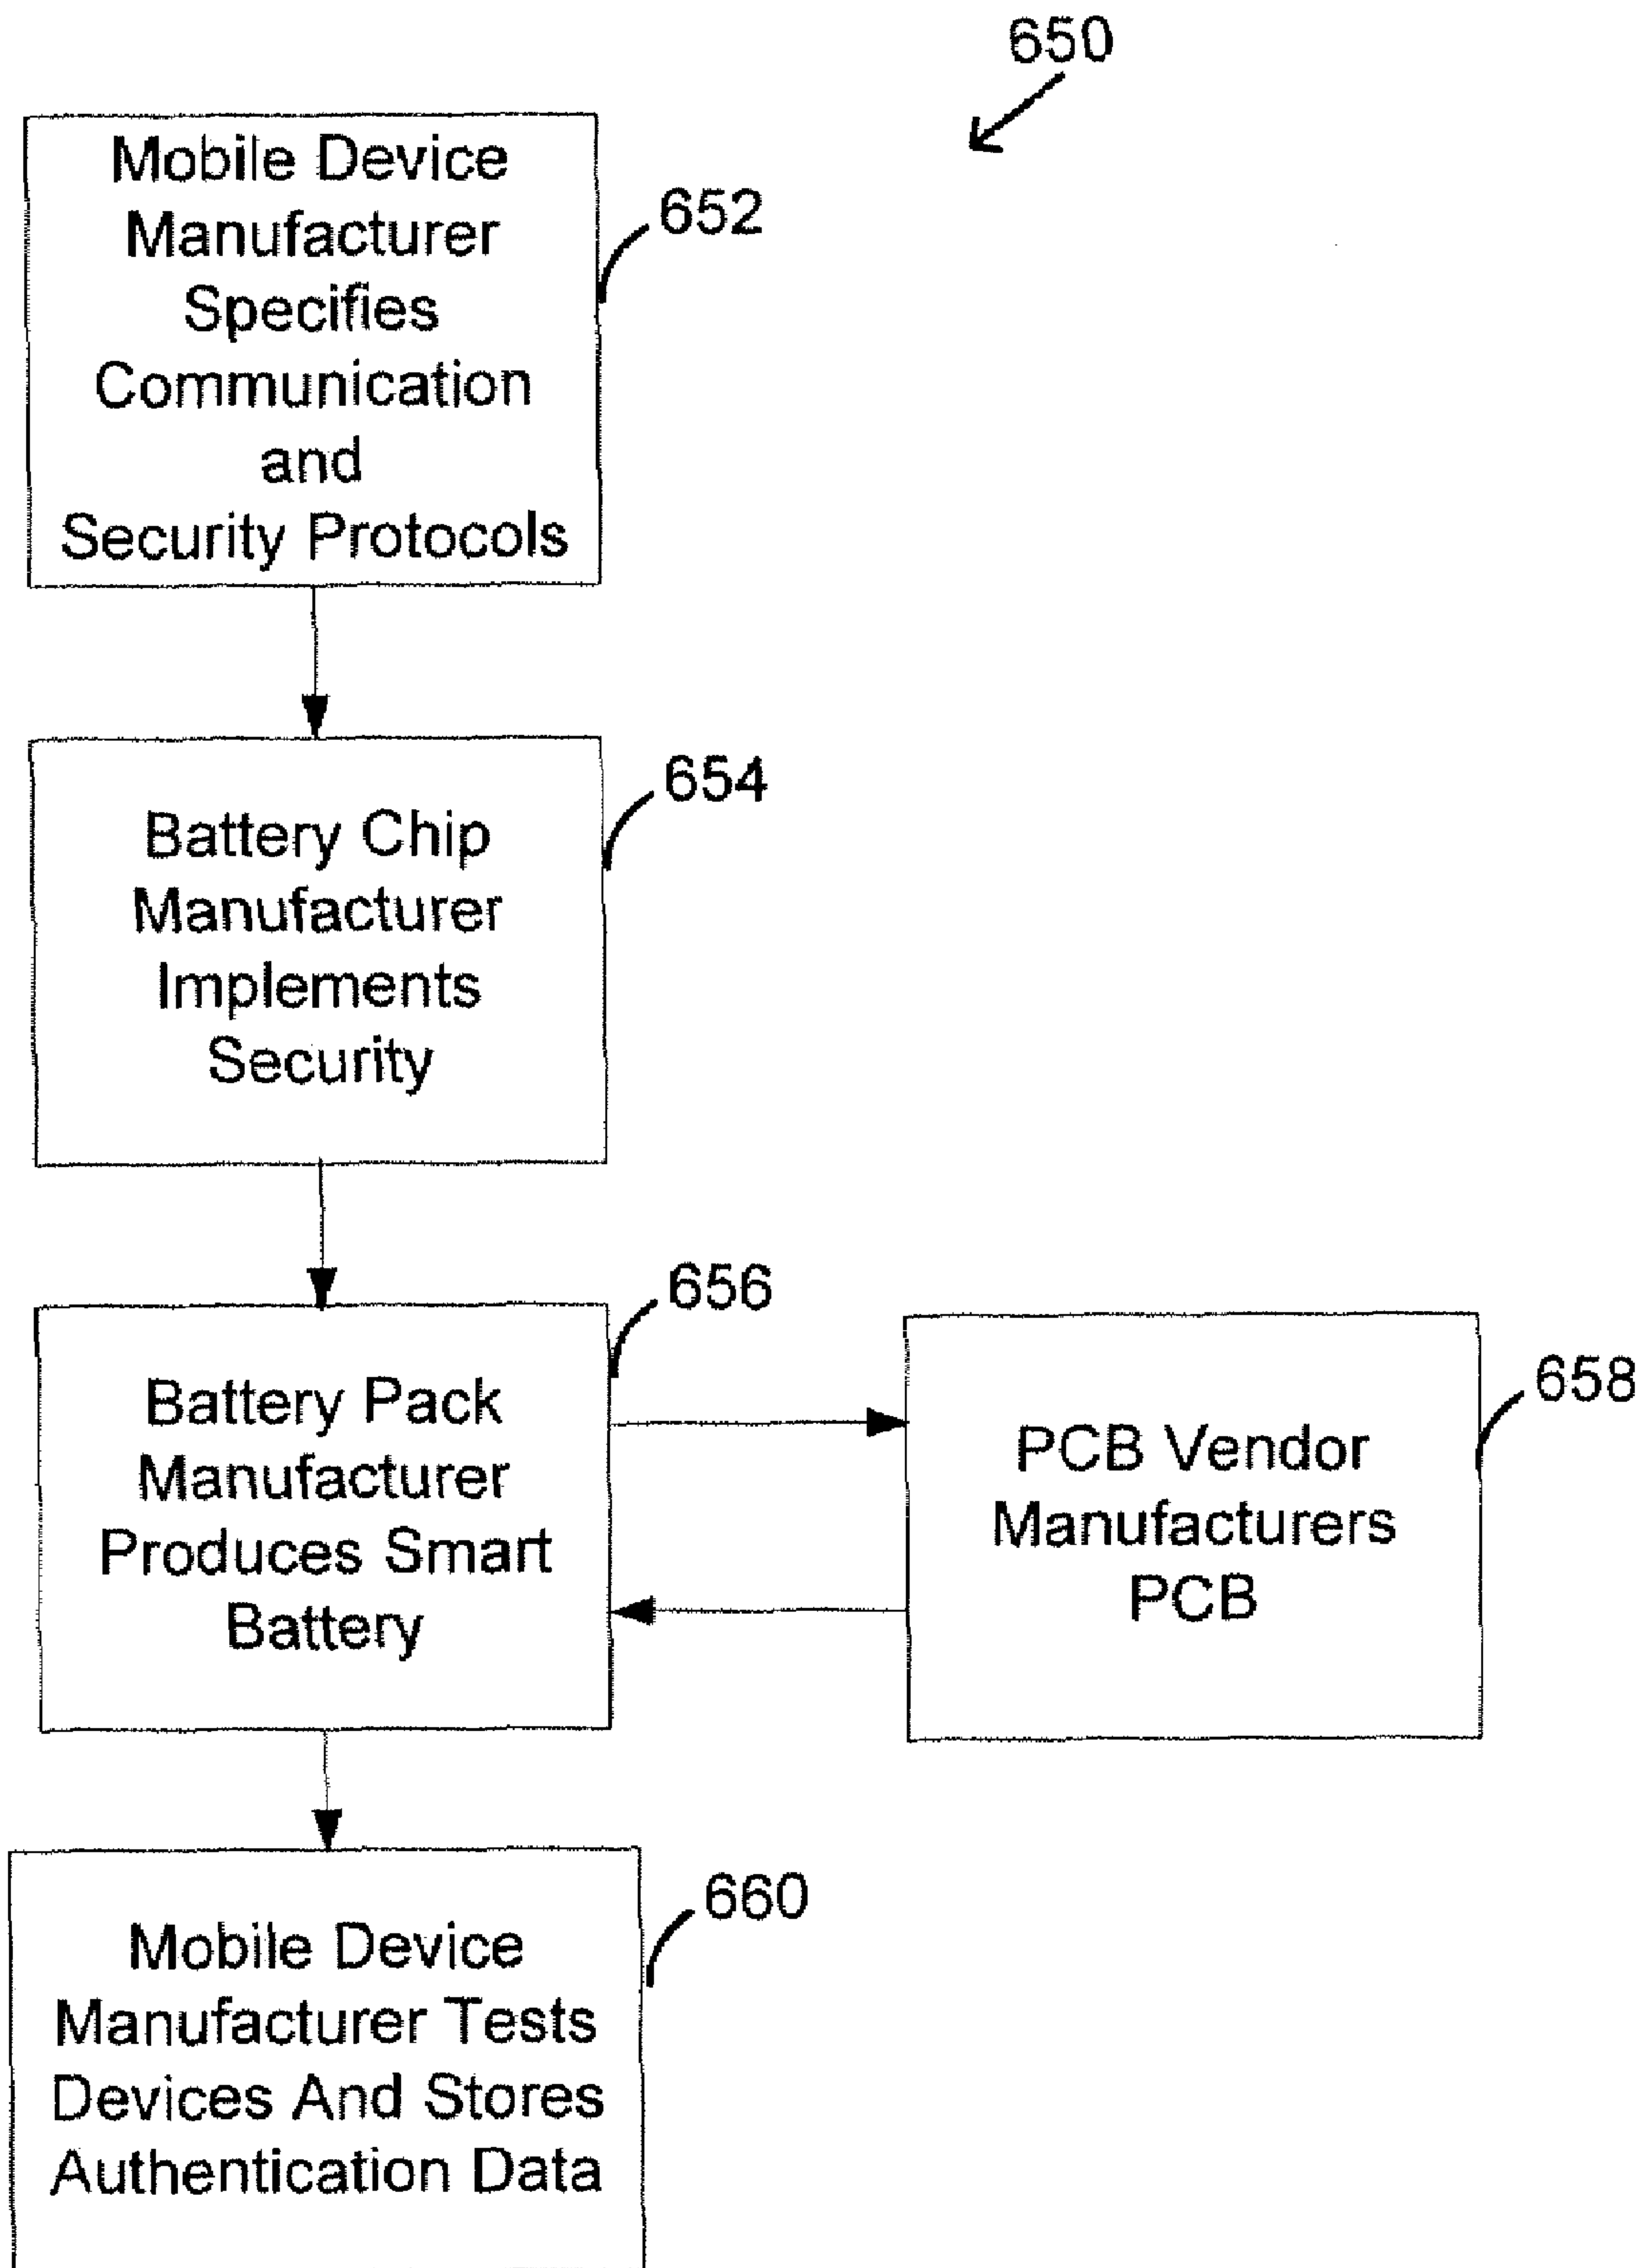 650
Mobile Device
Manufacturer
Specifies
Communication
and
Security Protocols
652
Battery Chip
Manufacturer
Implements
Security
654
Battery Pack
Manufacturer
Produces Smart
Battery
656
PCB Vendor
Manufacturers
PCB
658
Mobile Device
Manufacturer Tests
Devices And Stores
Authentication Data
660